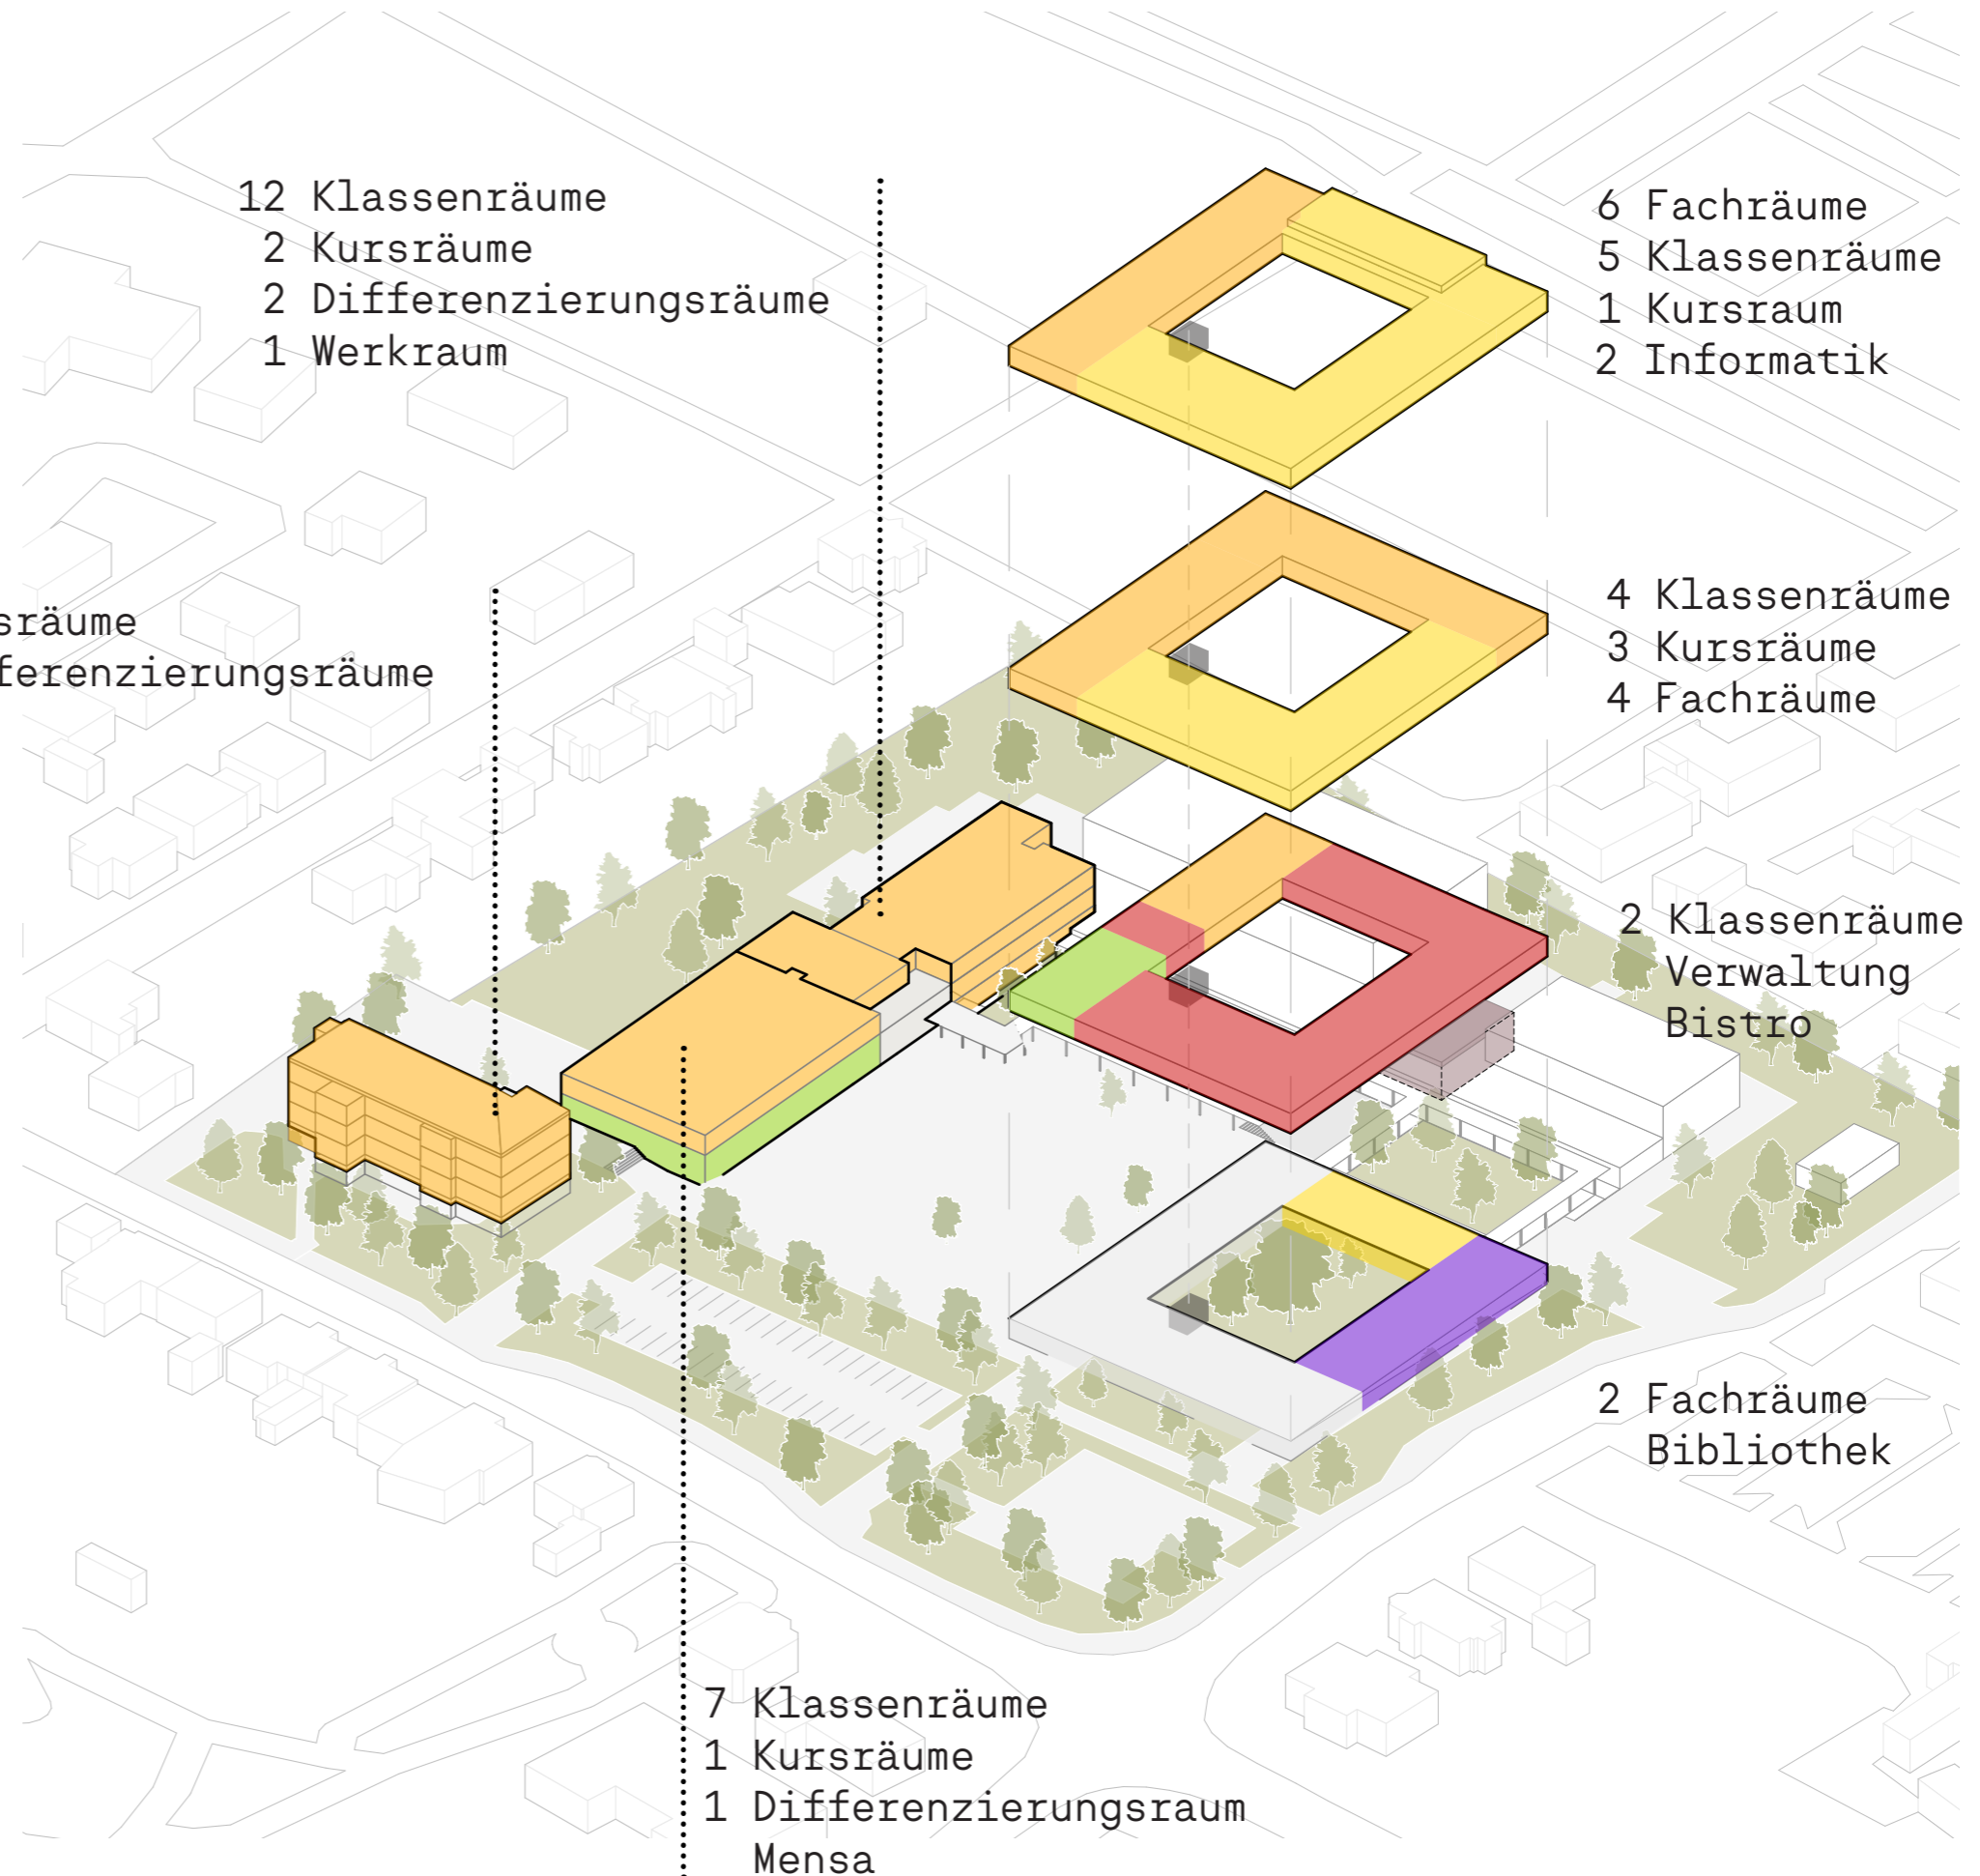 12 Klassenräume
2 Kursräume
2 Differenzierungsräume
1 Werkraum
6 Fachräume
5 Klassenräume
1 Kursraum
2 Informatik
sräume
ferenzierungsräume
4 Klassenräume
3 Kursräume
4 Fachräume
2 Klassenräume
Verwaltung
Bistro
2 Fachräume
Bibliothek
7 Klassenräume
1 Kursräume
1 Differenzierungsraum
Mensa